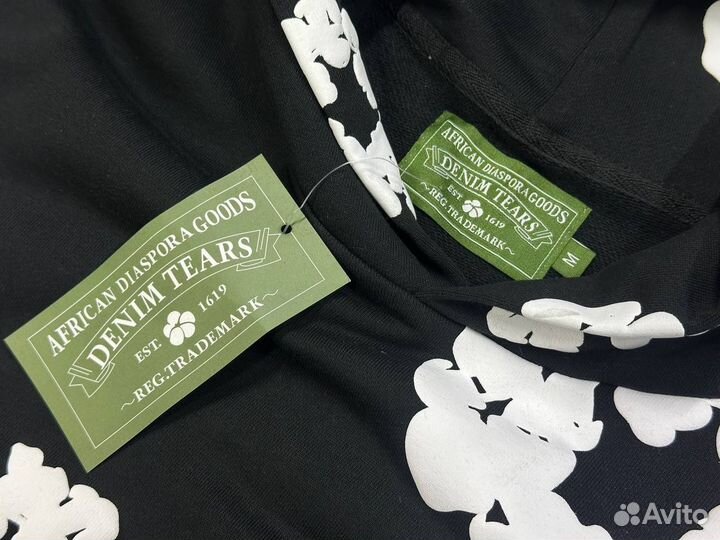 AFRICAN DIASPORA GOODS
DENIM TEARS
EST. 1619
~REG.TRADEMARK~
AFRICAN DIASPORA GOODS
DENIM TEARS
EST. 1619
~REG.TRADEMARK~
M
Avito